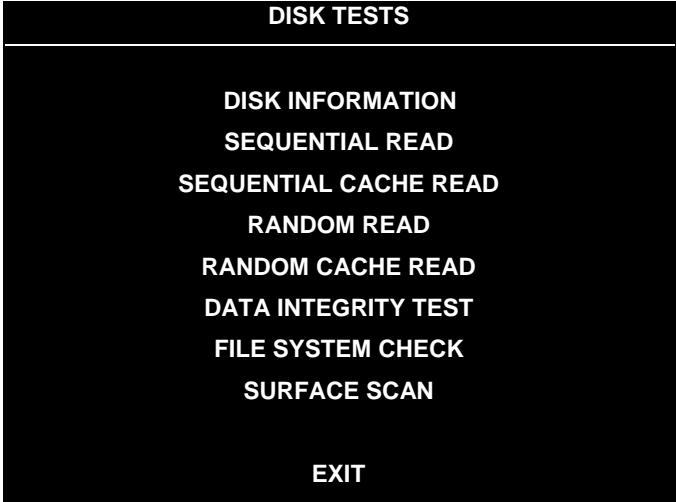 DISK TESTS
DISK INFORMATION
SEQUENTIAL READ
SEQUENTIAL CACHE READ
RANDOM READ
RANDOM CACHE READ
DATA INTEGRITY TEST
FILE SYSTEM CHECK
SURFACE SCAN
EXIT